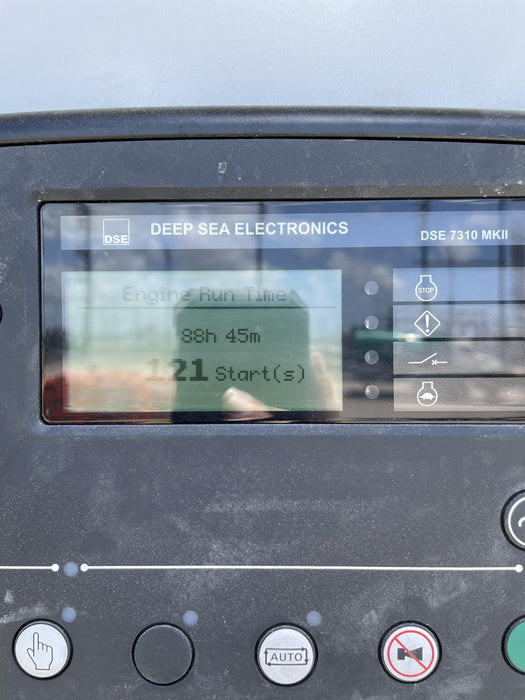 DSE
DEEP SEA ELECTRONICS
DSE 7310 MKII
Engine Run Time
88h 45m
121 Start(s)
STOP
AUTO